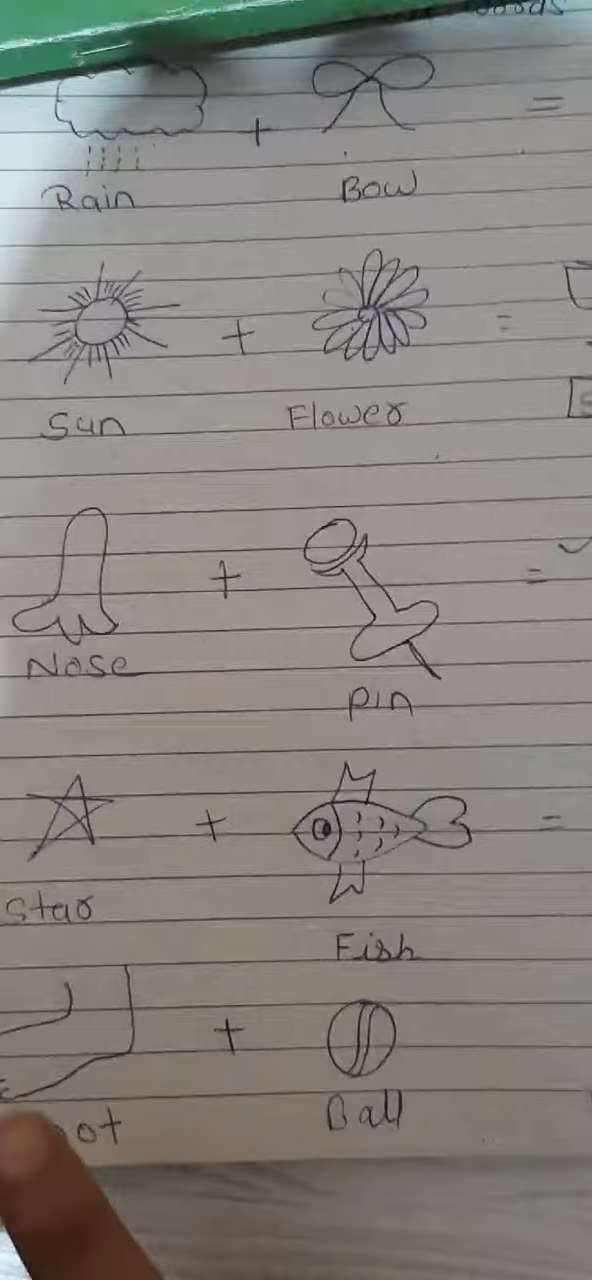 + =
Rain Bow
+ =
Sun Flower
+ =
Nose Pin
+ =
Star Fish
+
Ball